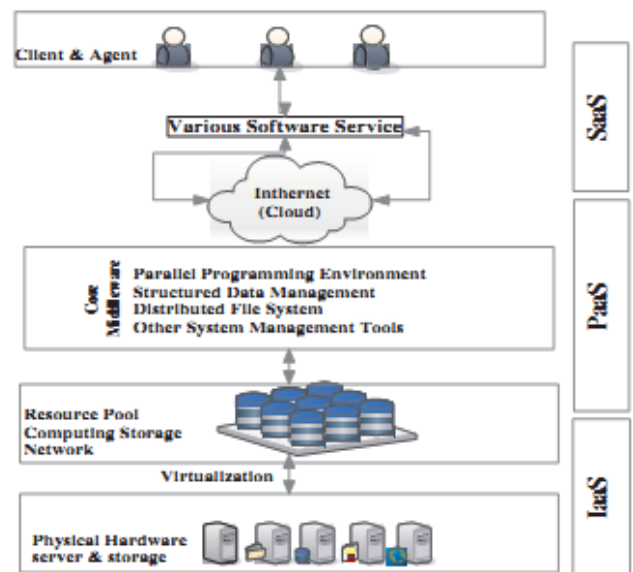 Client & Agent
Various Software Service
Inthernet
(Cloud)
SaaS
Core
Middleware
Parallel Programming Environment
Structured Data Management
Distributed File System
Other System Management Tools
PaaS
Resource Pool
Computing Storage
Network
Virtualization
IaaS
Physical Hardware
server & storage